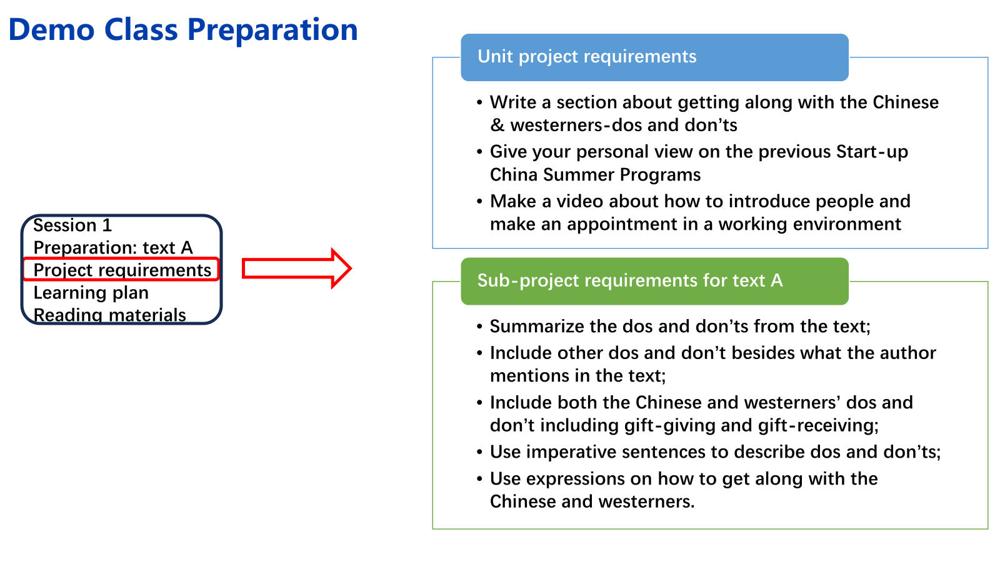 Demo Class Preparation
Session 1
Preparation: text A
Project requirements
Learning plan
Reading materials
Unit project requirements
• Write a section about getting along with the Chinese
& westerners-dos and don’ts
• Give your personal view on the previous Start-up
China Summer Programs
• Make a video about how to introduce people and
make an appointment in a working environment
Sub-project requirements for text A
• Summarize the dos and don’ts from the text;
• Include other dos and don’t besides what the author
mentions in the text;
• Include both the Chinese and westerners’ dos and
don’t including gift-giving and gift-receiving;
• Use imperative sentences to describe dos and don’ts;
• Use expressions on how to get along with the
Chinese and westerners.